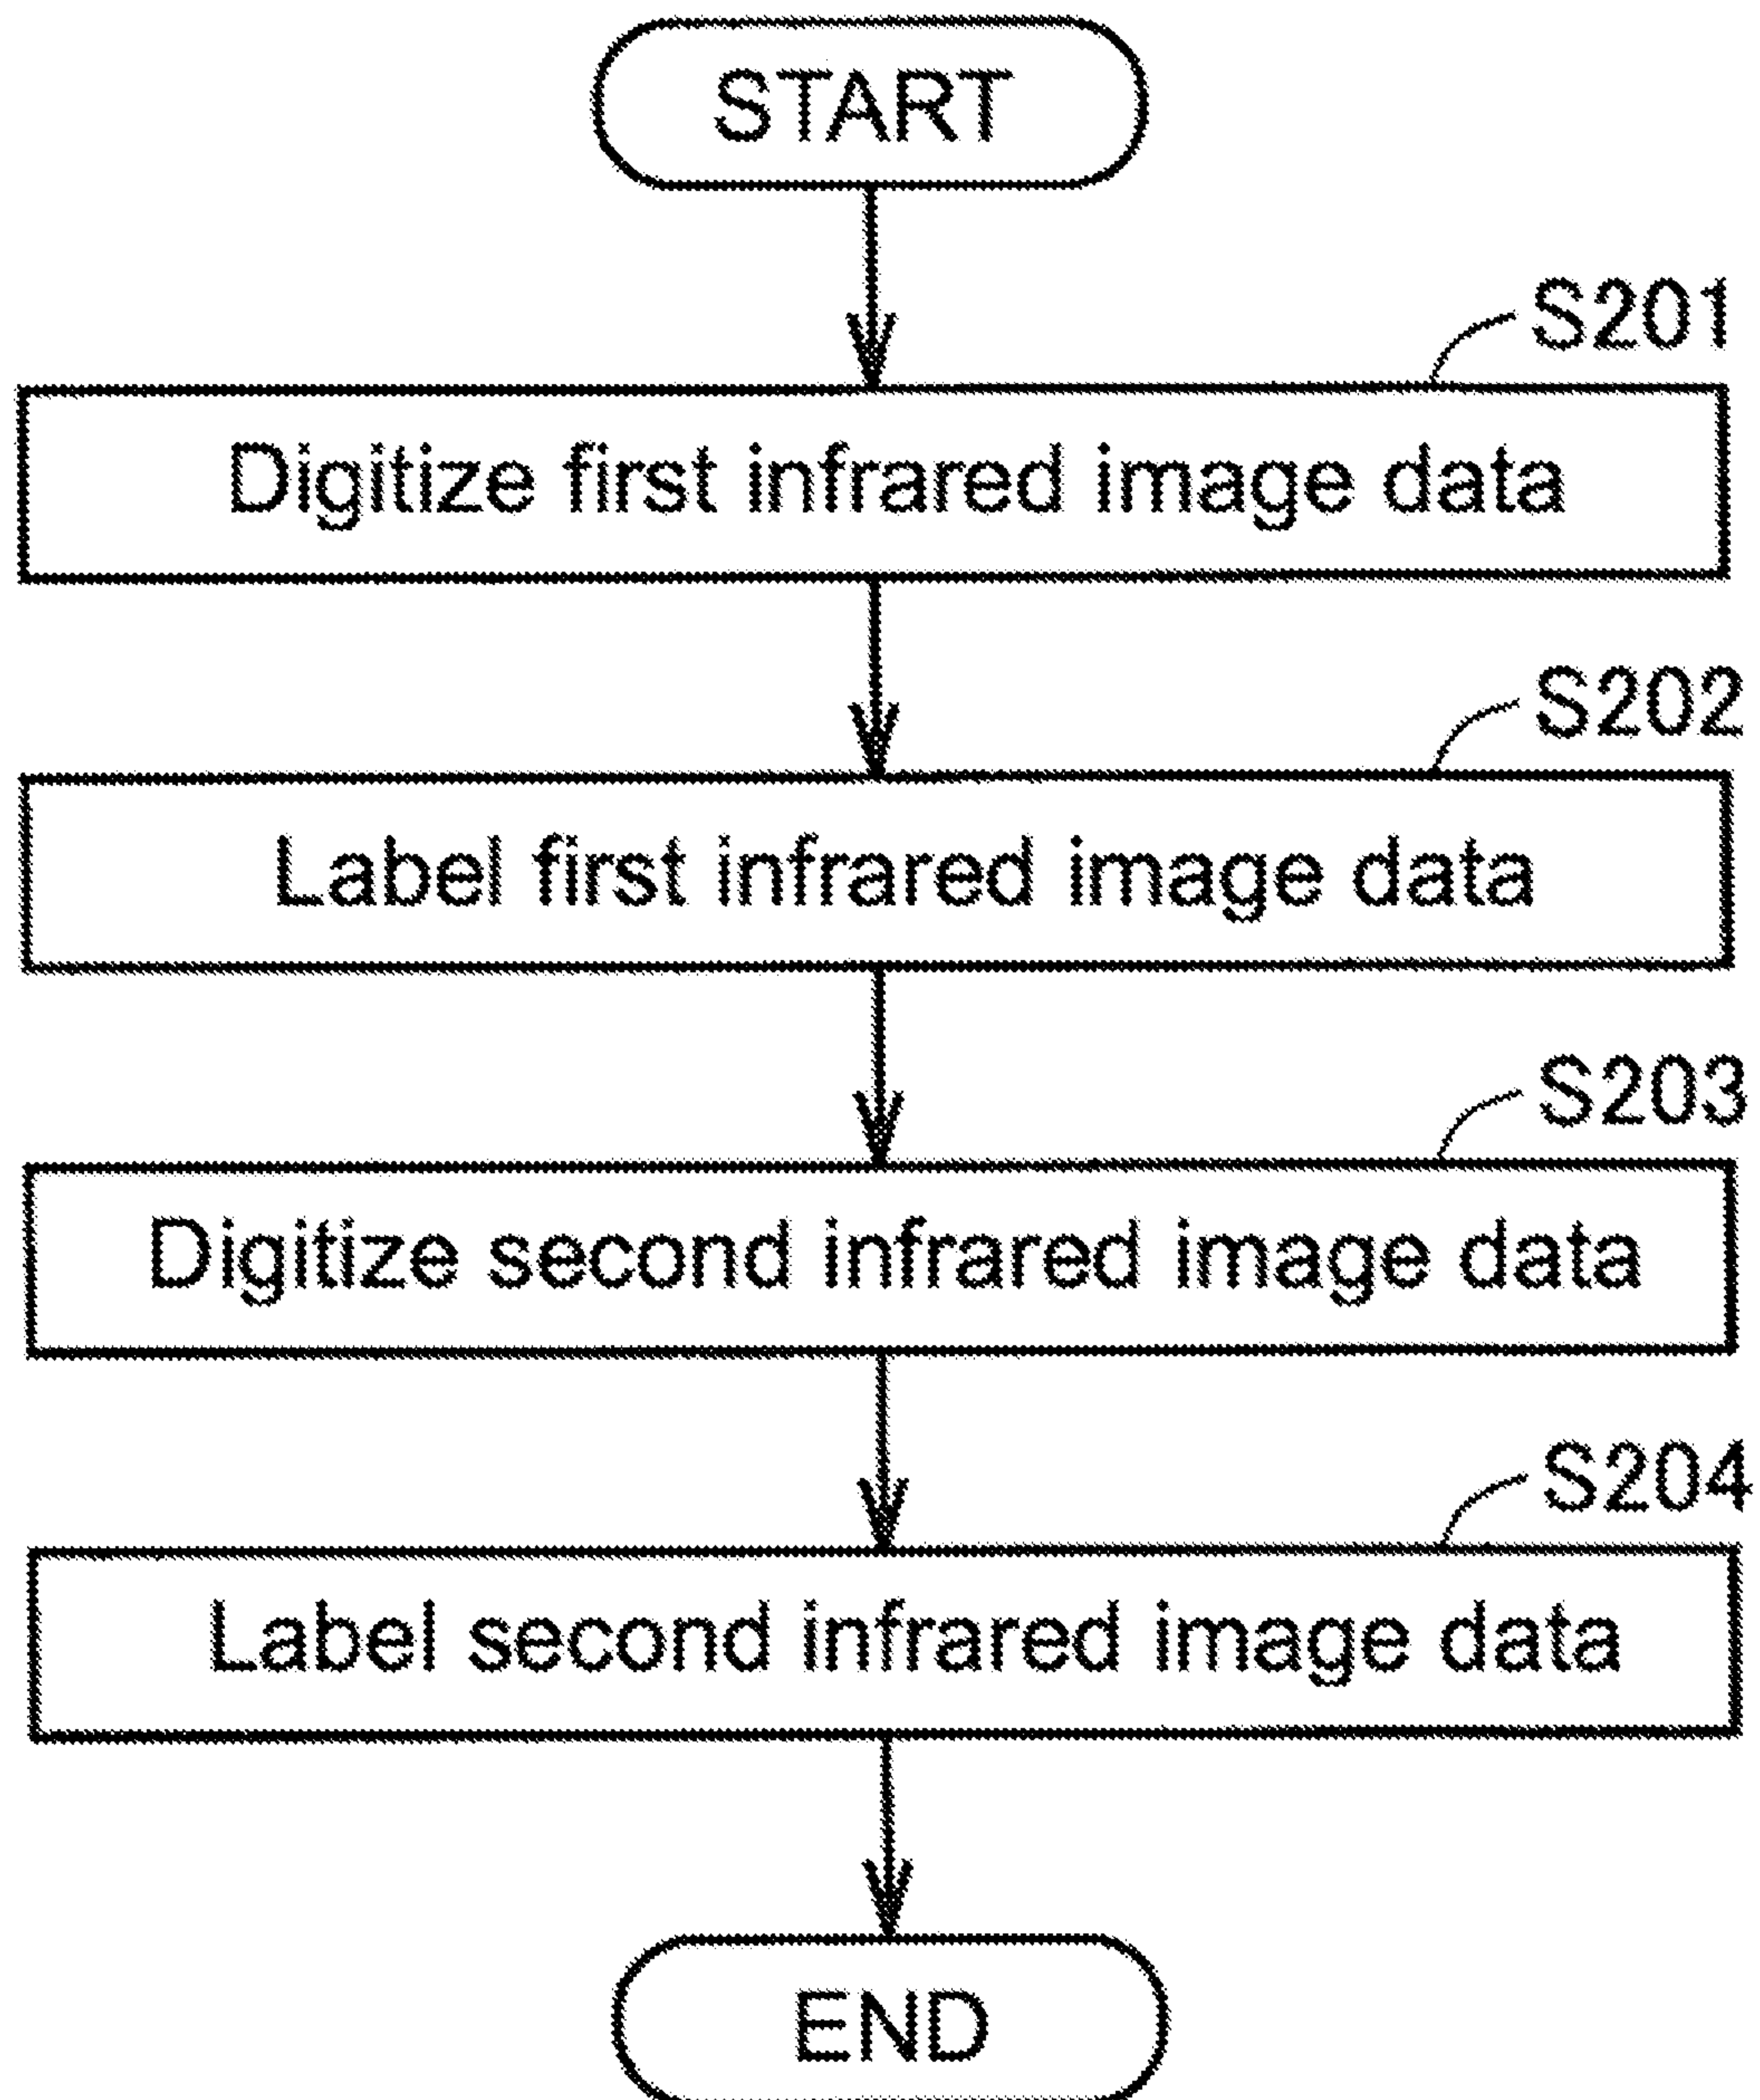 START
S201
Digitize first infrared image data
S202
Label first infrared image data
S203
Digitize second infrared image data
S204
Label second infrared image data
END